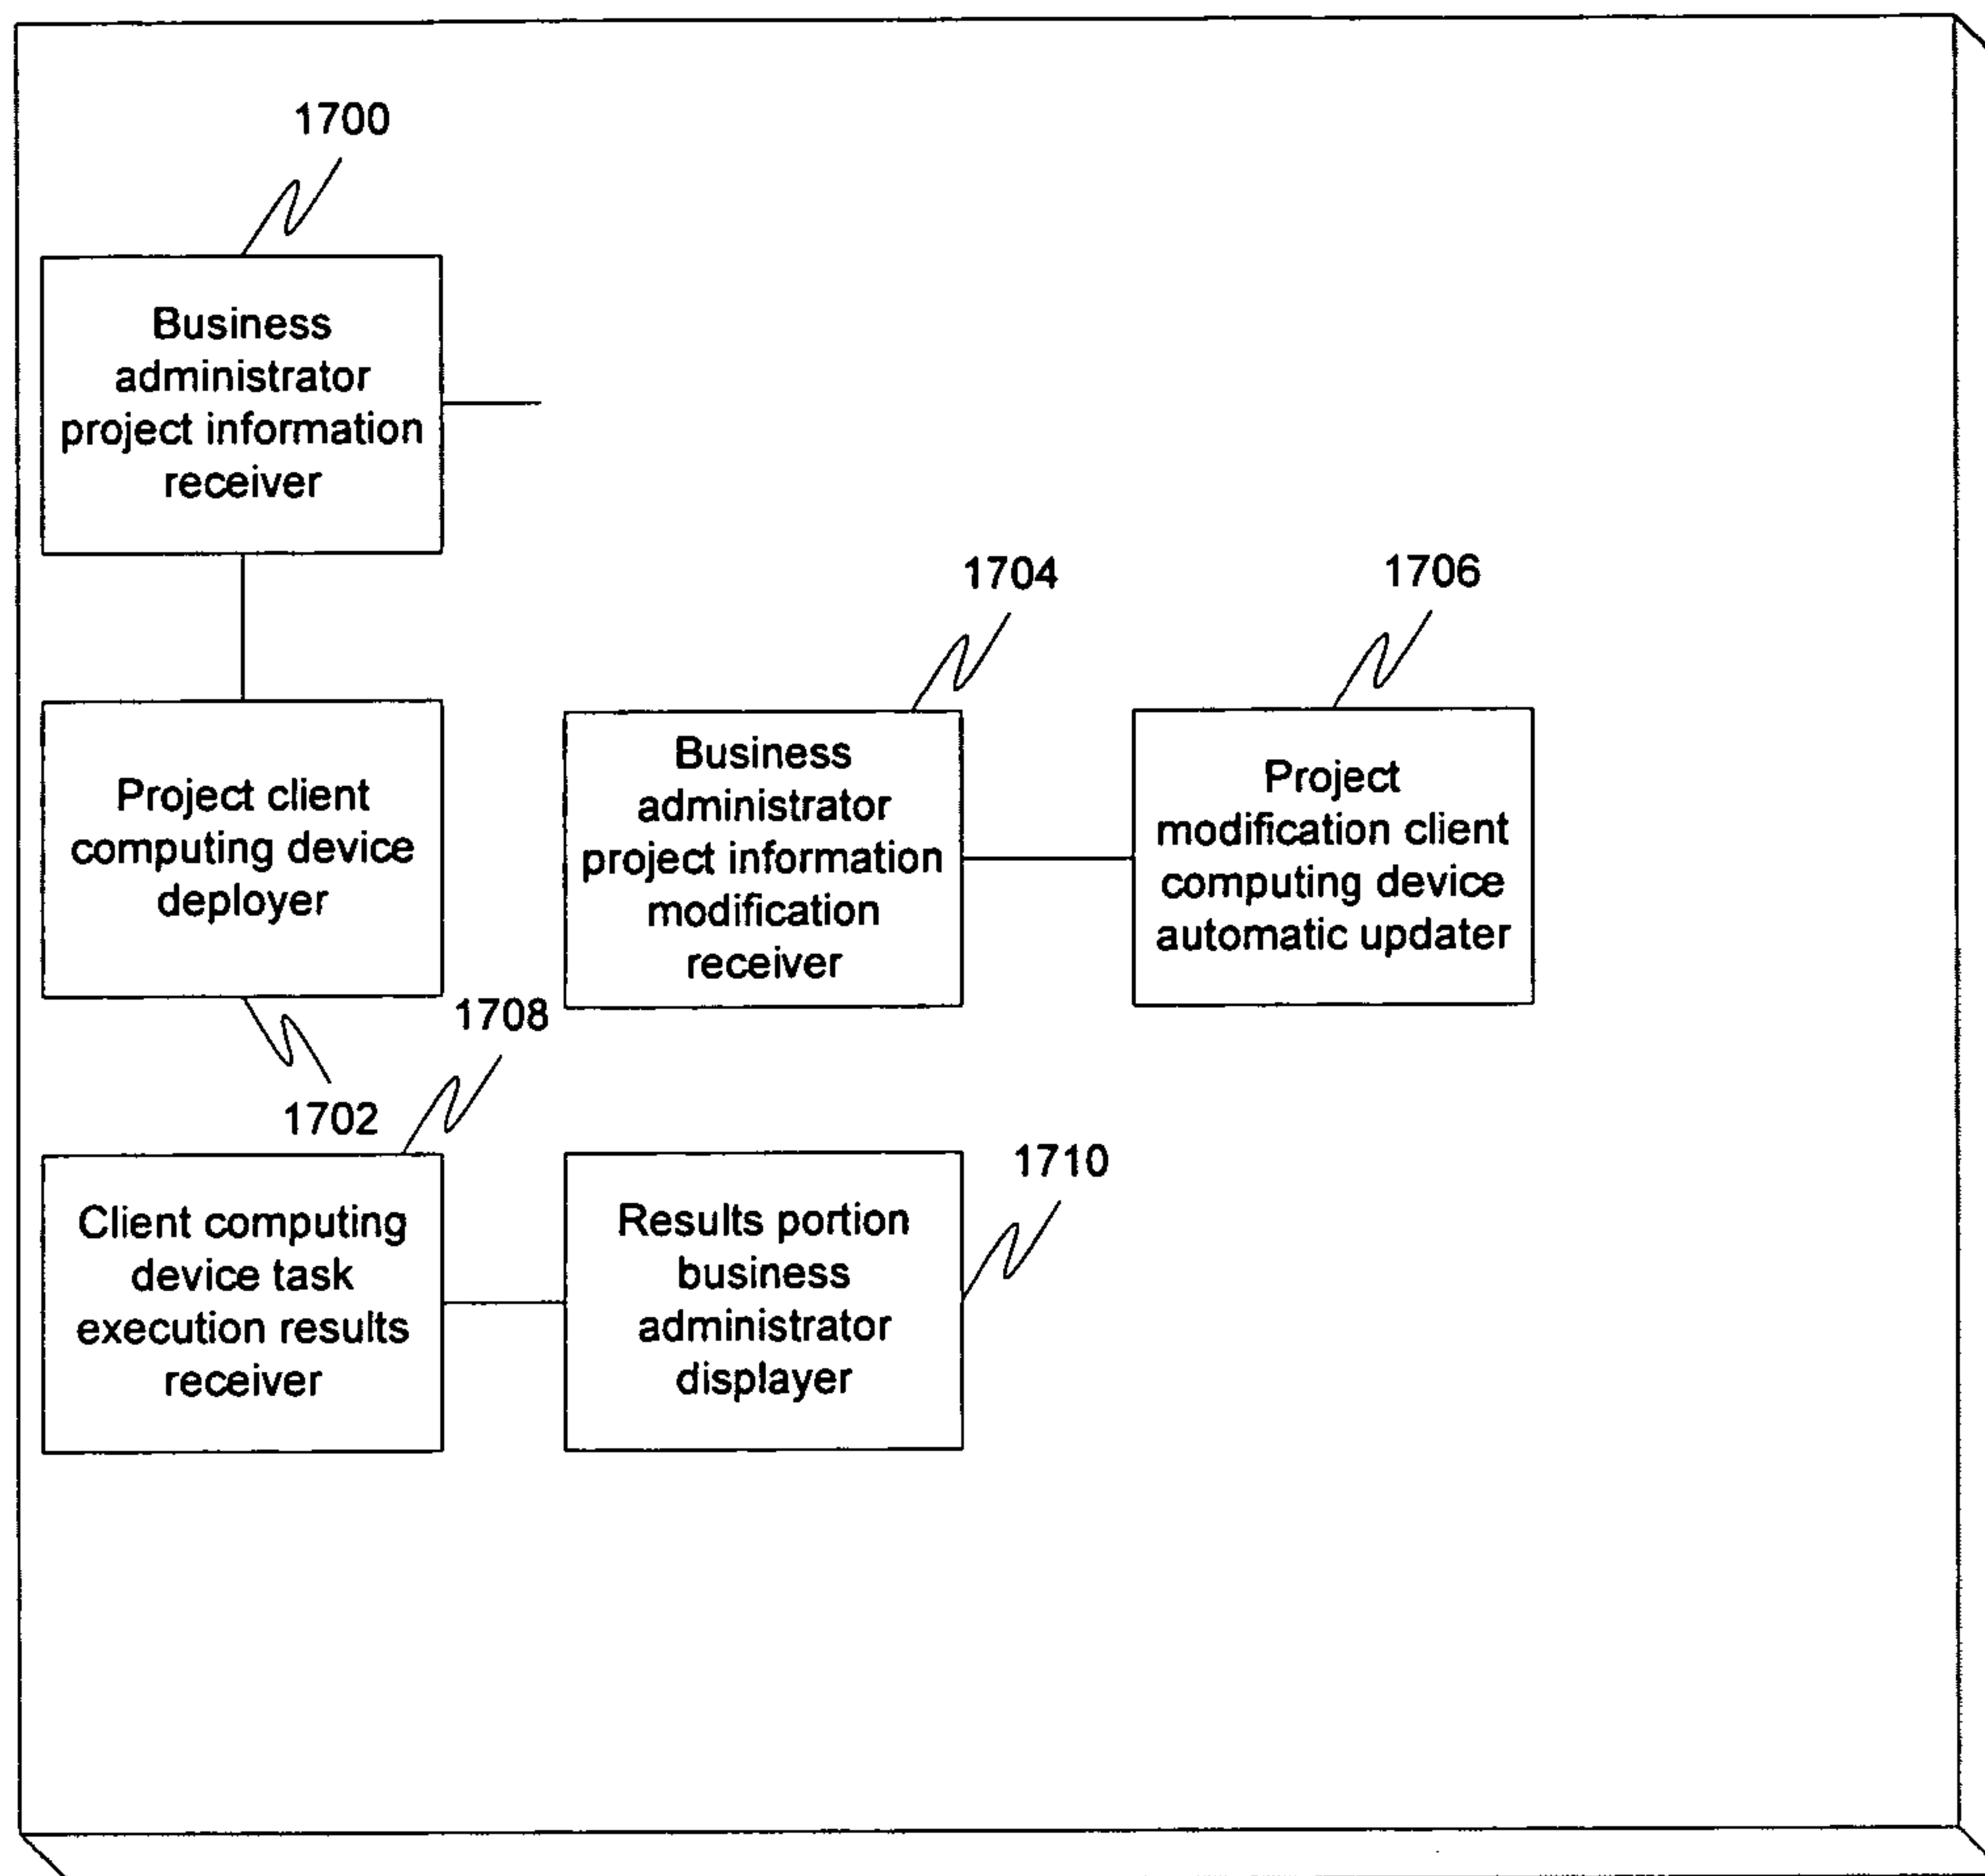 1700
Business
administrator
project information
receiver
1704
1706
Project client
computing device
deployer
Business
administrator
project information
modification
receiver
Project
modification client
computing device
automatic updater
1702
1708
Client computing
device task
execution results
receiver
Results portion
business
administrator
displayer
1710